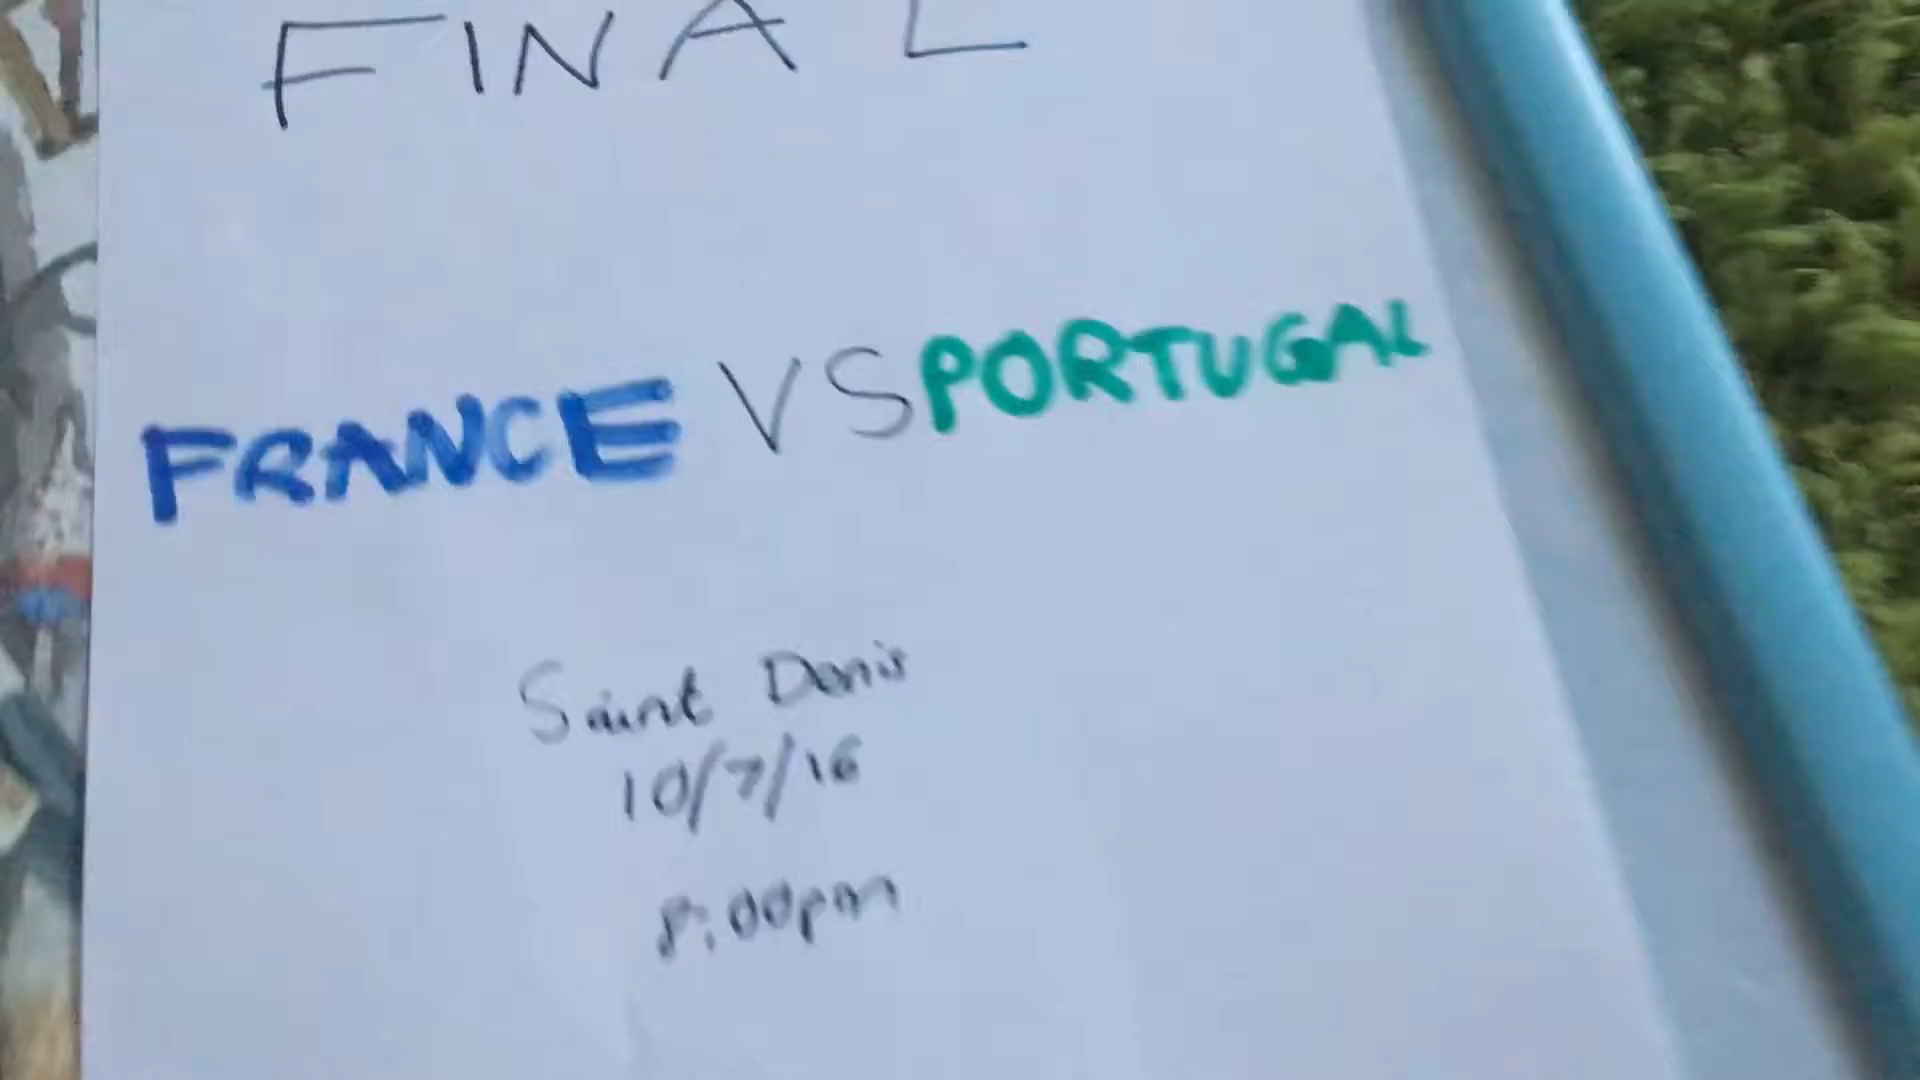 FINAL
FRANCE VS PORTUGAL
Saint Denis
10/7/16
8:00pm